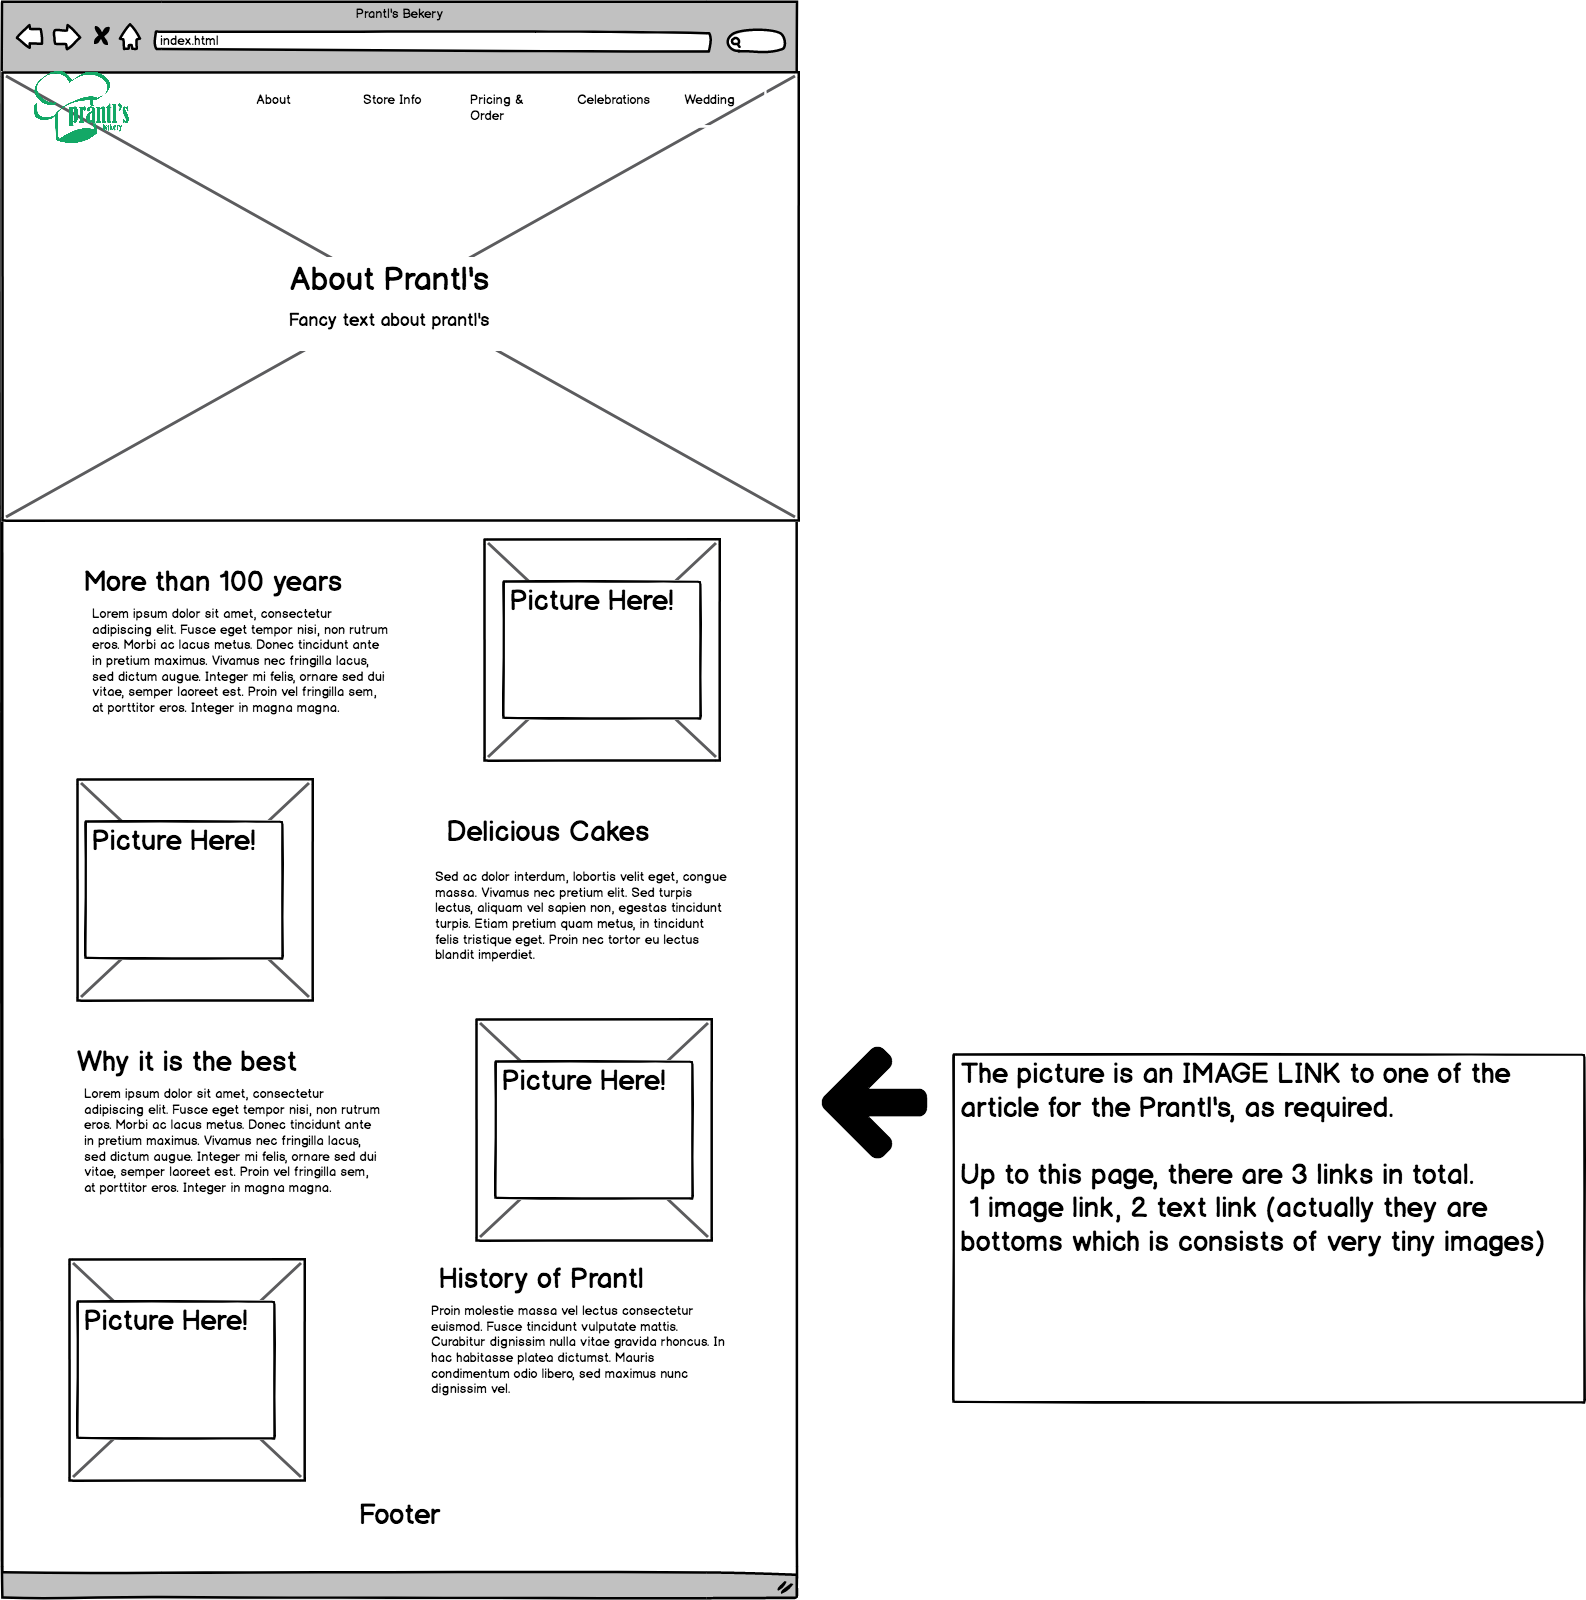 Prantl's Bekery
index.html
prantl's
bakery
About
Store Info
Pricing &
Order
Celebrations
Wedding
About Prantl's
Fancy text about prantl's
More than 100 years
Lorem ipsum dolor sit amet, consectetur
adipiscing elit. Fusce eget tempor nisi, non rutrum
eros. Morbi ac lacus metus. Donec tincidunt ante
in pretium maximus. Vivamus nec fringilla lacus,
sed dictum augue. Integer mi felis, ornare sed dui
vitae, semper laoreet est. Proin vel fringilla sem,
at porttitor eros. Integer in magna magna.
Picture Here!
Picture Here!
Delicious Cakes
Sed ac dolor interdum, lobortis velit eget, congue
massa. Vivamus nec pretium elit. Sed turpis
lectus, aliquam vel sapien non, egestas tincidunt
turpis. Etiam pretium quam metus, in tincidunt
felis tristique eget. Proin nec tortor eu lectus
blandit imperdiet.
Why it is the best
Lorem ipsum dolor sit amet, consectetur
adipiscing elit. Fusce eget tempor nisi, non rutrum
eros. Morbi ac lacus metus. Donec tincidunt ante
in pretium maximus. Vivamus nec fringilla lacus,
sed dictum augue. Integer mi felis, ornare sed dui
vitae, semper laoreet est. Proin vel fringilla sem,
at porttitor eros. Integer in magna magna.
Picture Here!
Picture Here!
History of Prantl
Proin molestie massa vel lectus consectetur
euismod. Fusce tincidunt vulputate mattis.
Curabitur dignissim nulla vitae gravida rhoncus. In
hac habitasse platea dictumst. Mauris
condimentum odio libero, sed maximus nunc
dignissim vel.
Footer
The picture is an IMAGE LINK to one of the
article for the Prantl's, as required.
Up to this page, there are 3 links in total.
1 image link, 2 text link (actually they are
bottoms which is consists of very tiny images)